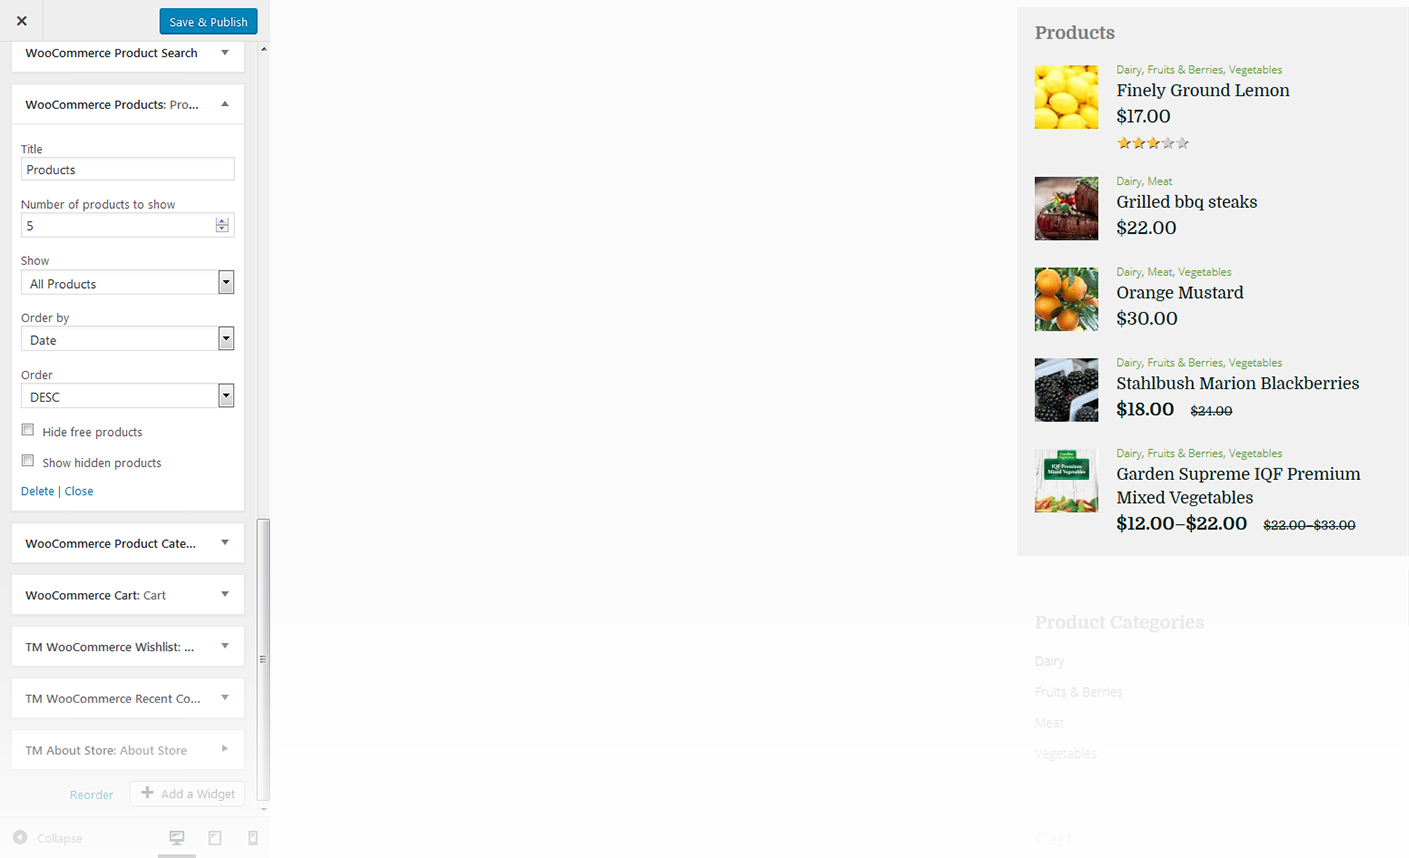 Save & Publish
WooCommerce Product Search
WooCommerce Products: Pro...
Title
Products
Number of products to show
5
Show
All Products
Order by
Date
Order
DESC
Hide free products
Show hidden products
Delete | Close
WooCommerce Product Cate...
WooCommerce Cart: Cart
TM WooCommerce Wishlist: ...
TM WooCommerce Recent Co...
TM About Store: About Store
Reorder
Add a Widget
Collapse
Products
Dairy, Fruits & Berries, Vegetables
Finely Ground Lemon
$17.00
Dairy, Meat
Grilled bbq steaks
$22.00
Dairy, Meat, Vegetables
Orange Mustard
$30.00
Dairy, Fruits & Berries, Vegetables
Stahlbush Marion Blackberries
$18.00 $24.00
Dairy, Fruits & Berries, Vegetables
IQF Premium
Mixed Vegetables
Garden Supreme IQF Premium
Mixed Vegetables
$12.00–$22.00 $22.00–$33.00
Product Categories
Dairy
Fruits & Berries
Meat
Vegetables
Cart